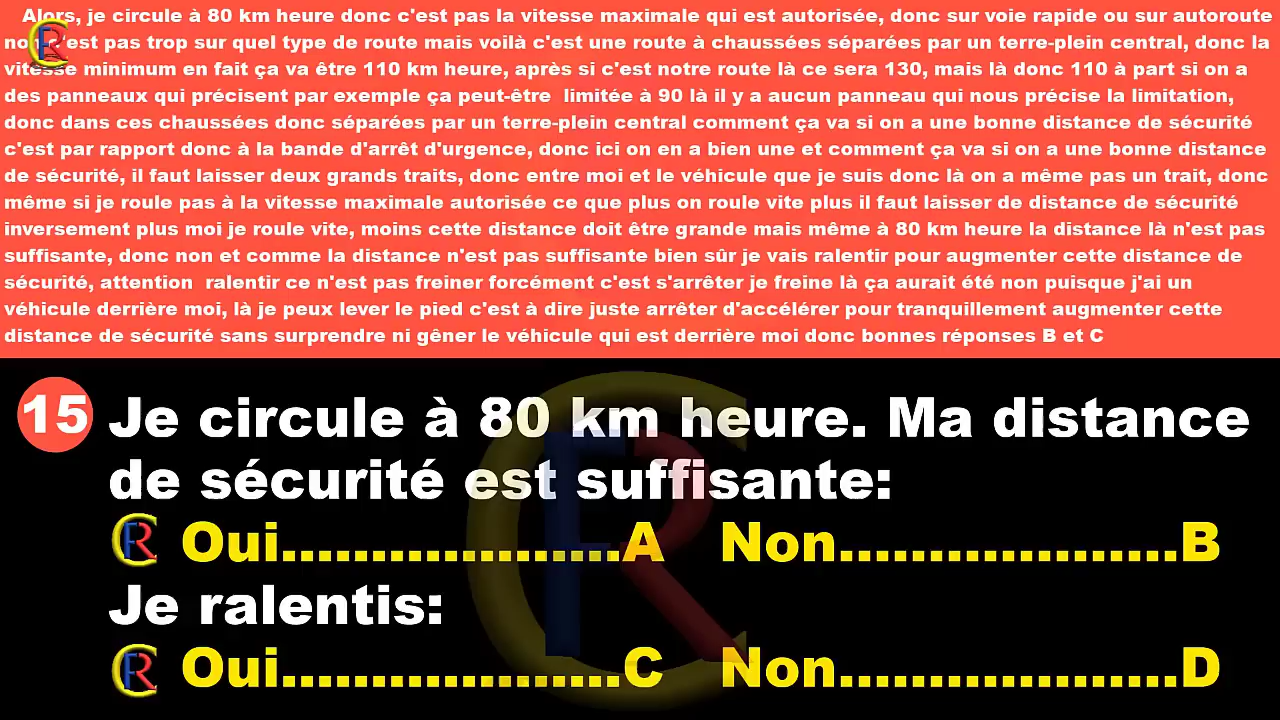 Alors, je circule à 80 km heure donc c'est pas la vitesse maximale qui est autorisée, donc sur voie rapide ou sur autoroute
pas trop sur quel type de route mais voilà c'est une route à chaussées séparées par un terre-plein central, donc la
vitesse minimum en fait ça va être 110 km heure, après si c'est notre route là ce sera 130, mais là donc 110 à part si on a
des panneaux qui précisent par exemple ça peut-être limitée à 90 là il y a aucun panneau qui nous précise la limitation,
donc dans ces chaussées donc séparées par un terre-plein central comment ça va si on a une bonne distance de sécurité
c'est par rapport donc à la bande d'arrêt d'urgence, donc ici on en a bien une et comment ça va si on a une bonne distance
de sécurité, il faut laisser deux grands traits, donc entre moi et le véhicule que je suis donc là on a même pas un trait, donc
même si je roule pas à la vitesse maximale autorisée ce que plus on roule vite plus il faut laisser de distance de sécurité
inversement plus moi je roule vite, moins cette distance doit être grande mais même à 80 km heure la distance là n'est pas
suffisante, donc non et comme la distance n'est pas suffisante bien sûr je vais ralentir pour augmenter cette distance de
sécurité, attention ralentir ce n'est pas freiner forcément c'est s'arrêter je freine là ça aurait été non puisque j'ai un
véhicule derrière moi, là je peux lever le pied c'est à dire juste arrêter d'accélérer pour tranquillement augmenter cette
distance de sécurité sans surprendre ni gêner le véhicule qui est derrière moi donc bonnes réponses B et C
15 Je circule à 80 km heure. Ma distance
de sécurité est suffisante:
Oui...................A Non...................B
Je ralentis:
Oui...................C Non...................D